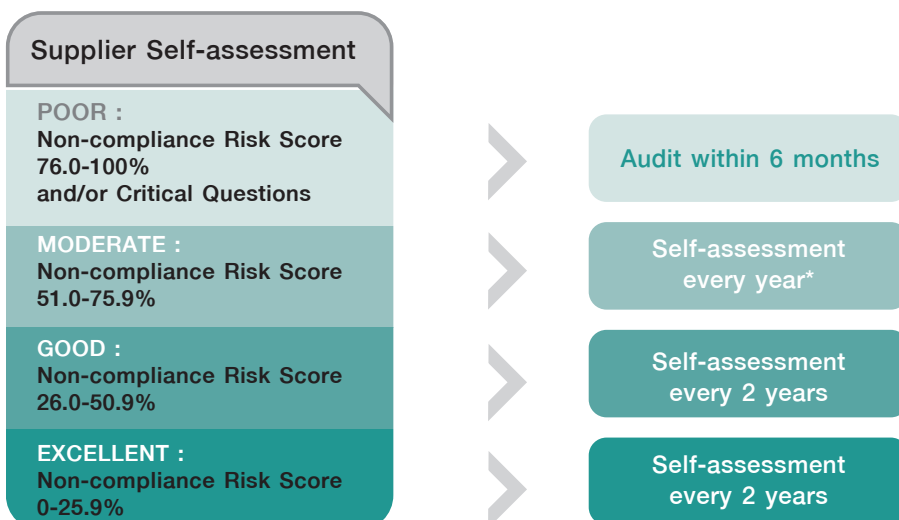 Supplier Self-assessment
POOR :
Non-compliance Risk Score
76.0-100%
and/or Critical Questions
Audit within 6 months
MODERATE :
Non-compliance Risk Score
51.0-75.9%
Self-assessment
every year*
GOOD :
Non-compliance Risk Score
26.0-50.9%
Self-assessment
every 2 years
EXCELLENT :
Non-compliance Risk Score
0-25.9%
Self-assessment
every 2 years